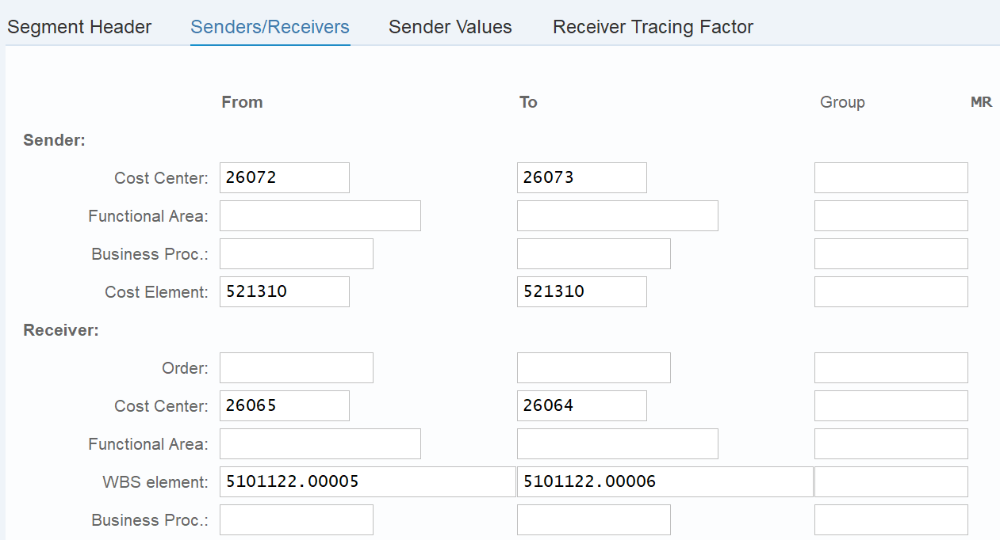 Segment Header Senders/Receivers Sender Values Receiver Tracing Factor
From To Group MR
Sender:
Cost Center: 26072 26073
Functional Area:
Business Proc.:
Cost Element: 521310 521310
Receiver:
Order:
Cost Center: 26065 26064
Functional Area:
WBS element: 5101122.00005 5101122.00006
Business Proc.: